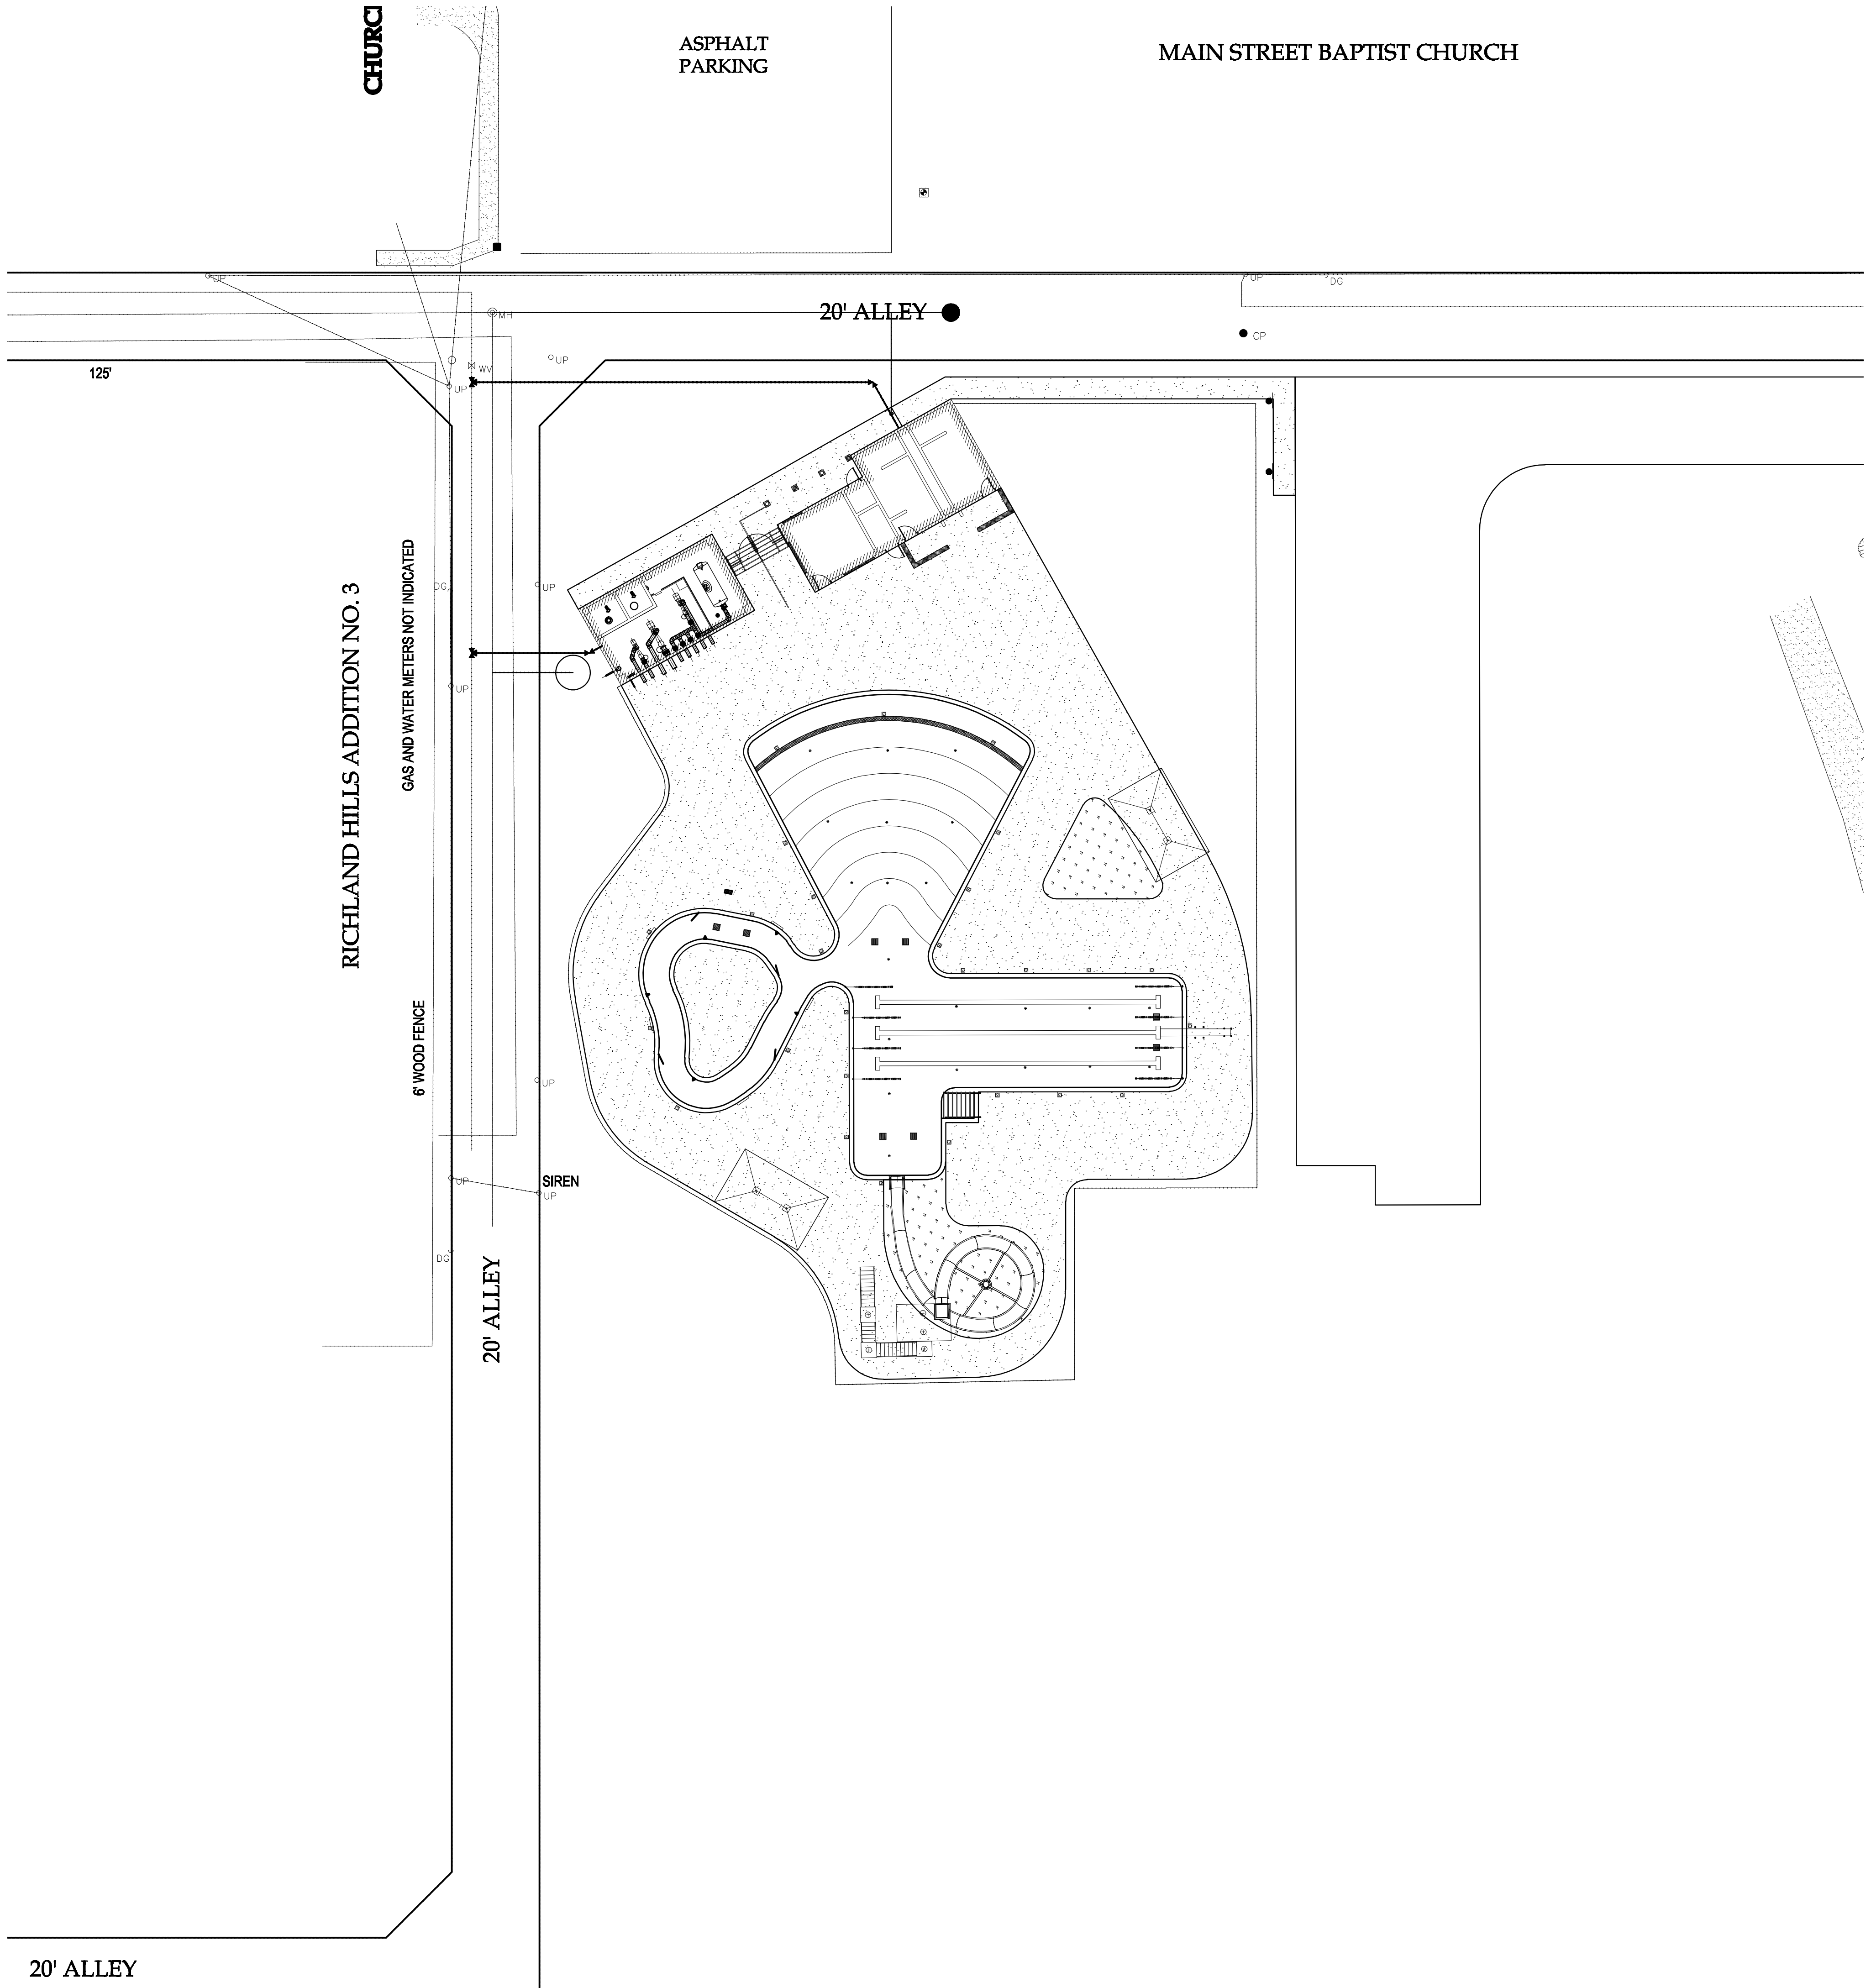 CHURC
ASPHALT
PARKING
MAIN STREET BAPTIST CHURCH
UP
UP
DG
MH
20' ALLEY
CP
UP
WV
125'
UP
DG
UP
GAS AND WATER METERS NOT INDICATED
RICHLAND HILLS ADDITION NO. 3
UP
6' WOOD FENCE
UP
UP
SIREN
UP
DG
20' ALLEY
20' ALLEY